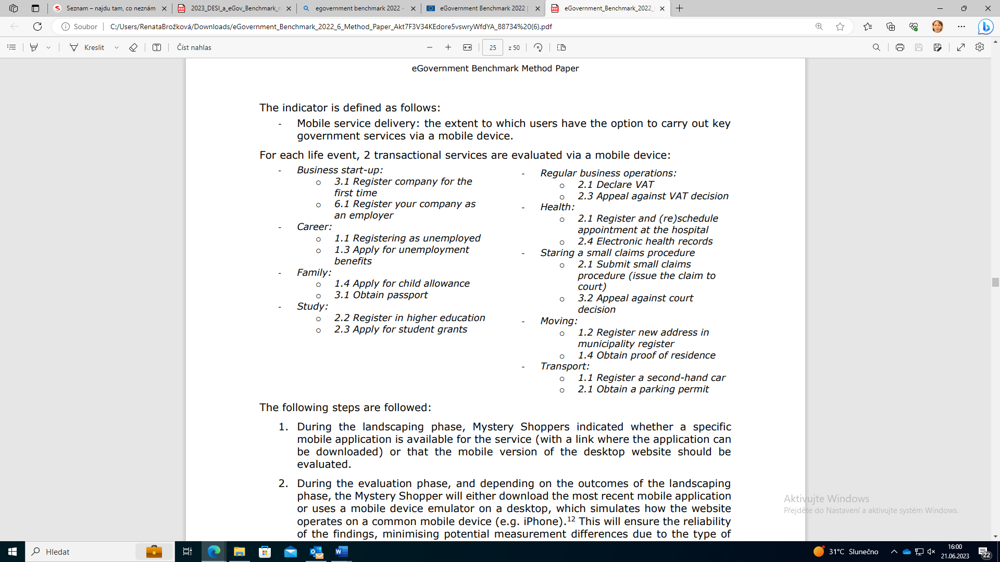 Seznam – najdu tam, co neznám
2023_DESI_a_eGov_Benchmark_r
egovernment benchmark 2022 -
eGovernment Benchmark 2022 |
eGovernment_Benchmark_2022_
Soubor
C:/Users/RenataBrožková/Downloads/eGovernment_Benchmark_2022_6_Method_Paper_Akt7F3V34KEdore5vswryWfdYA_88734%20(6).pdf
Kreslit
Číst nahlas
25 z 50
eGovernment Benchmark Method Paper
The indicator is defined as follows:
- Mobile service delivery: the extent to which users have the option to carry out key
government services via a mobile device.
For each life event, 2 transactional services are evaluated via a mobile device:
- Business start-up:
o 3.1 Register company for the
first time
o 6.1 Register your company as
an employer
- Career:
o 1.1 Registering as unemployed
o 1.3 Apply for unemployment
benefits
- Family:
o 1.4 Apply for child allowance
o 3.1 Obtain passport
- Study:
o 2.2 Register in higher education
o 2.3 Apply for student grants
- Regular business operations:
o 2.1 Declare VAT
o 2.3 Appeal against VAT decision
- Health:
o 2.1 Register and (re)schedule
appointment at the hospital
o 2.4 Electronic health records
- Staring a small claims procedure
o 2.1 Submit small claims
procedure (issue the claim to
court)
o 3.2 Appeal against court
decision
- Moving:
o 1.2 Register new address in
municipality register
o 1.4 Obtain proof of residence
- Transport:
o 1.1 Register a second-hand car
o 2.1 Obtain a parking permit
The following steps are followed:
1. During the landscaping phase, Mystery Shoppers indicated whether a specific
mobile application is available for the service (with a link where the application can
be downloaded) or that the mobile version of the desktop website should be
evaluated.
2. During the evaluation phase, and depending on the outcomes of the landscaping
phase, the Mystery Shopper will either download the most recent mobile application
or uses a mobile device emulator on a desktop, which simulates how the website
operates on a common mobile device (e.g. iPhone).12 This will ensure the reliability
of the findings, minimising potential measurement differences due to the type of
Aktivujte Windows
Přejděte do Nastavení a aktivujte systém Windows.
Hledat
31°C Slunečno
16:00
21.06.2023
22